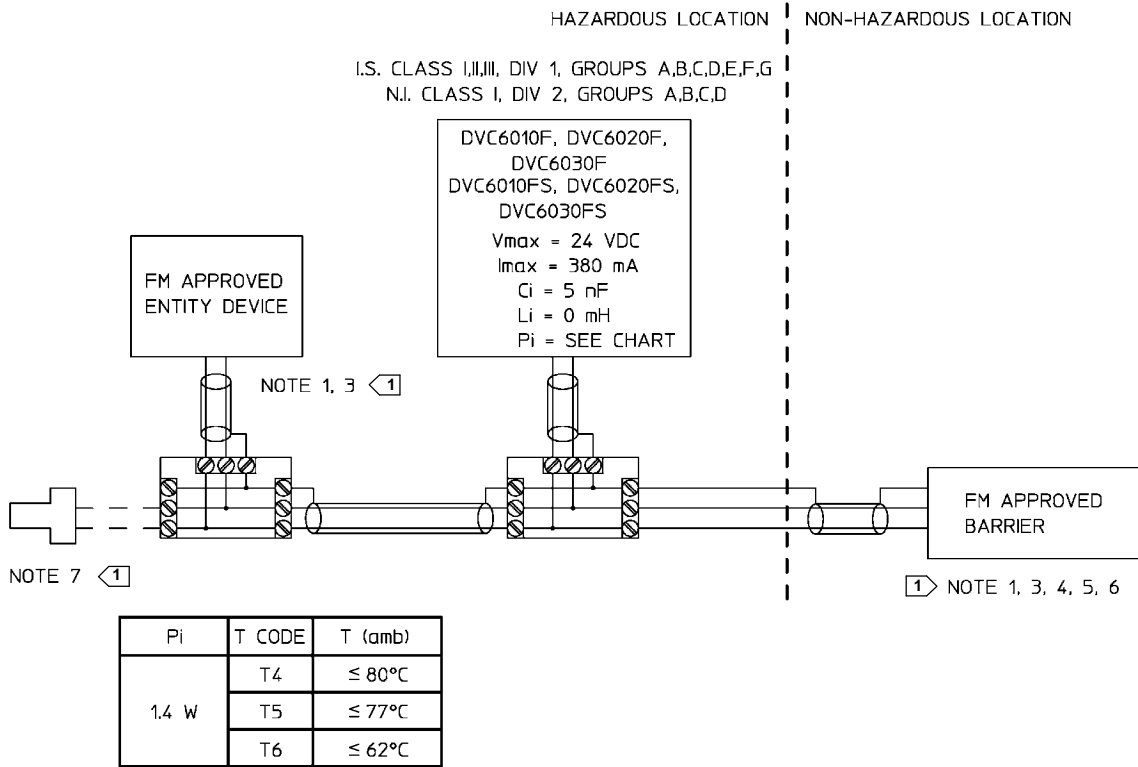 HAZARDOUS LOCATION
NON-HAZARDOUS LOCATION
I.S. CLASS I,II,III, DIV 1, GROUPS A,B,C,D,E,F,G
N.I. CLASS I, DIV 2, GROUPS A,B,C,D
DVC6010F, DVC6020F,
DVC6030F
DVC6010FS, DVC6020FS,
DVC6030FS
Vmax = 24 VDC
Imax = 380 mA
Ci = 5 nF
Li = 0 mH
Pi = SEE CHART
FM APPROVED
ENTITY DEVICE
NOTE 1, 3 1
FM APPROVED
BARRIER
NOTE 7 1
1 NOTE 1, 3, 4, 5, 6
Pi T CODE T (amb)
1.4 W
T4 ≤ 80°C
T5 ≤ 77°C
T6 ≤ 62°C